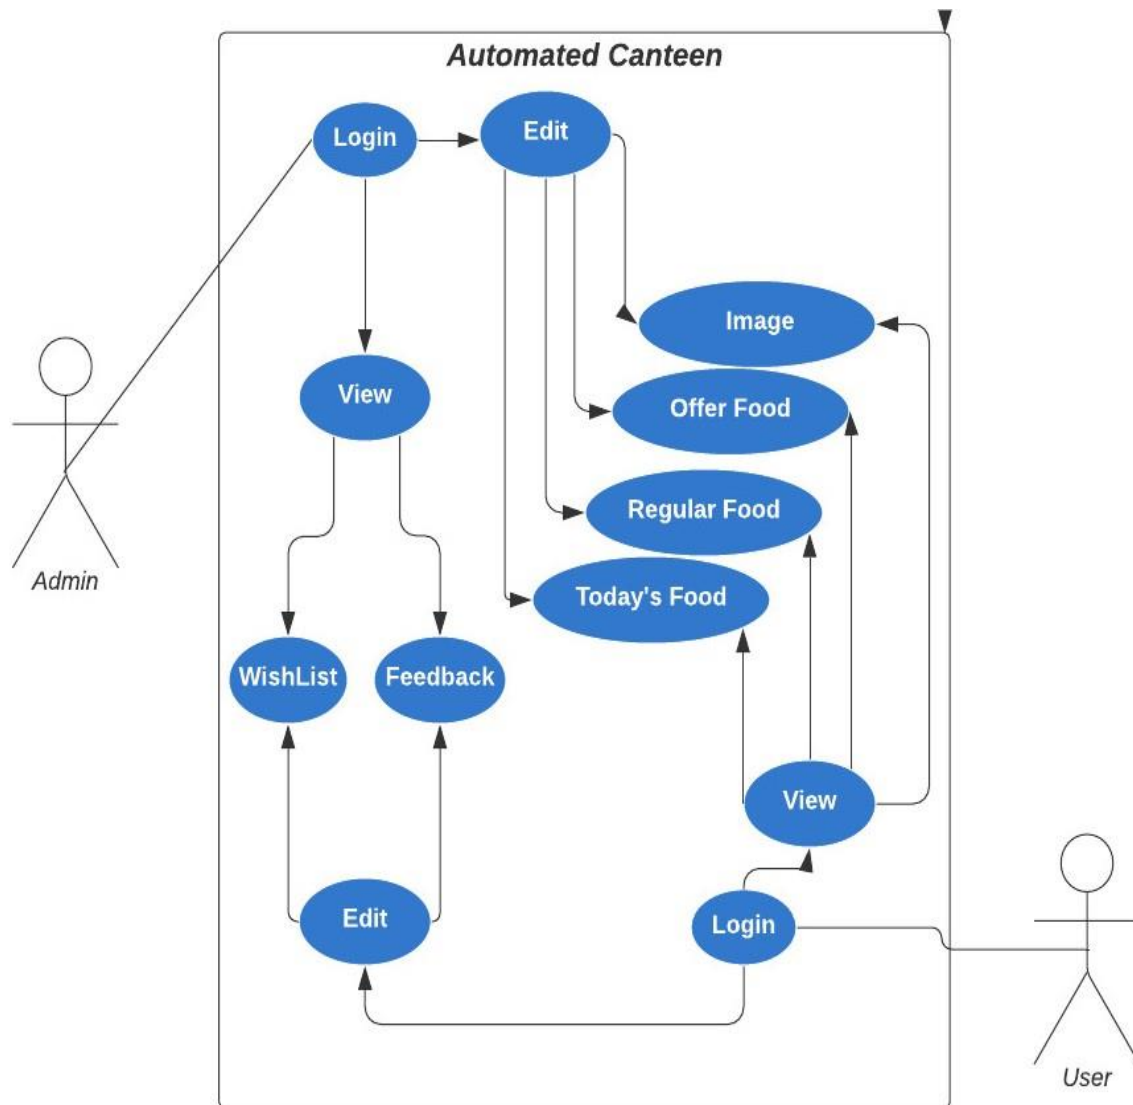 Automated Canteen
Login
Edit
Image
View
Offer Food
Regular Food
Admin
Today's Food
WishList
Feedback
View
Edit
Login
User